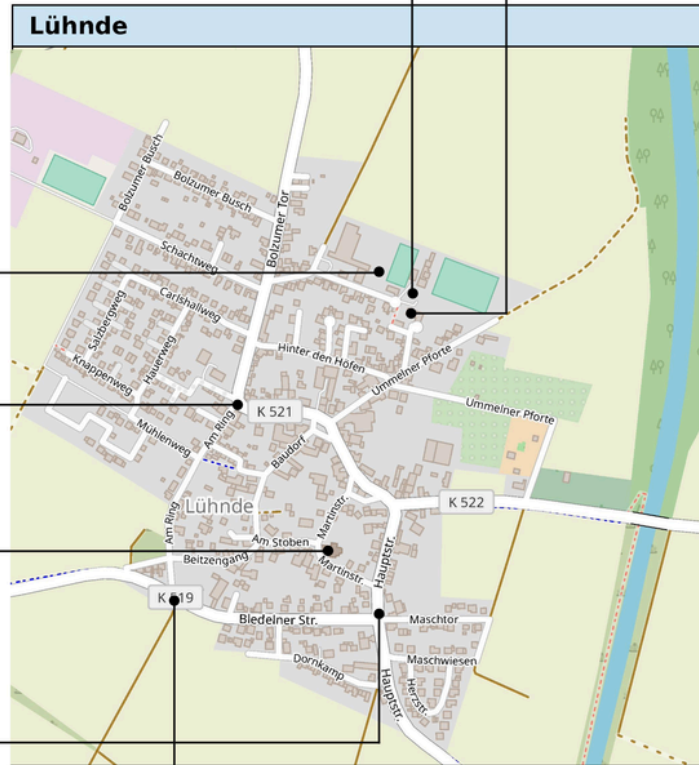 Lühnde
Bolzumer Busch
Bolzumer Busch
Bolzumer Tor
Schachtweg
Carlshallweg
Salzbergweg
Hauerweg
Hinter den Höfen
Ummelner Pforte
Knappenweg
Ummelner Pforte
Am Ring
K 521
Mühlenweg
Baudorf
K 522
Lühnde
Martinstr.
Am Ring
Am Stoben
Hauptstr.
Beitzengang
Martinstr.
K 519
Bledelner Str.
Maschtor
Dornkamp
Maschwiesen
Hauptstr.
Herzstr.